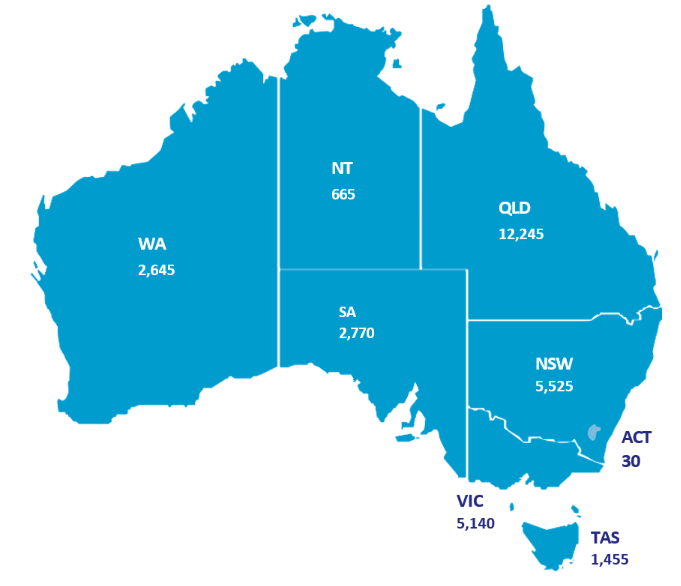 NT
665
QLD
12,245
WA
2,645
SA
2,770
NSW
5,525
ACT
30
VIC
5,140
TAS
1,455